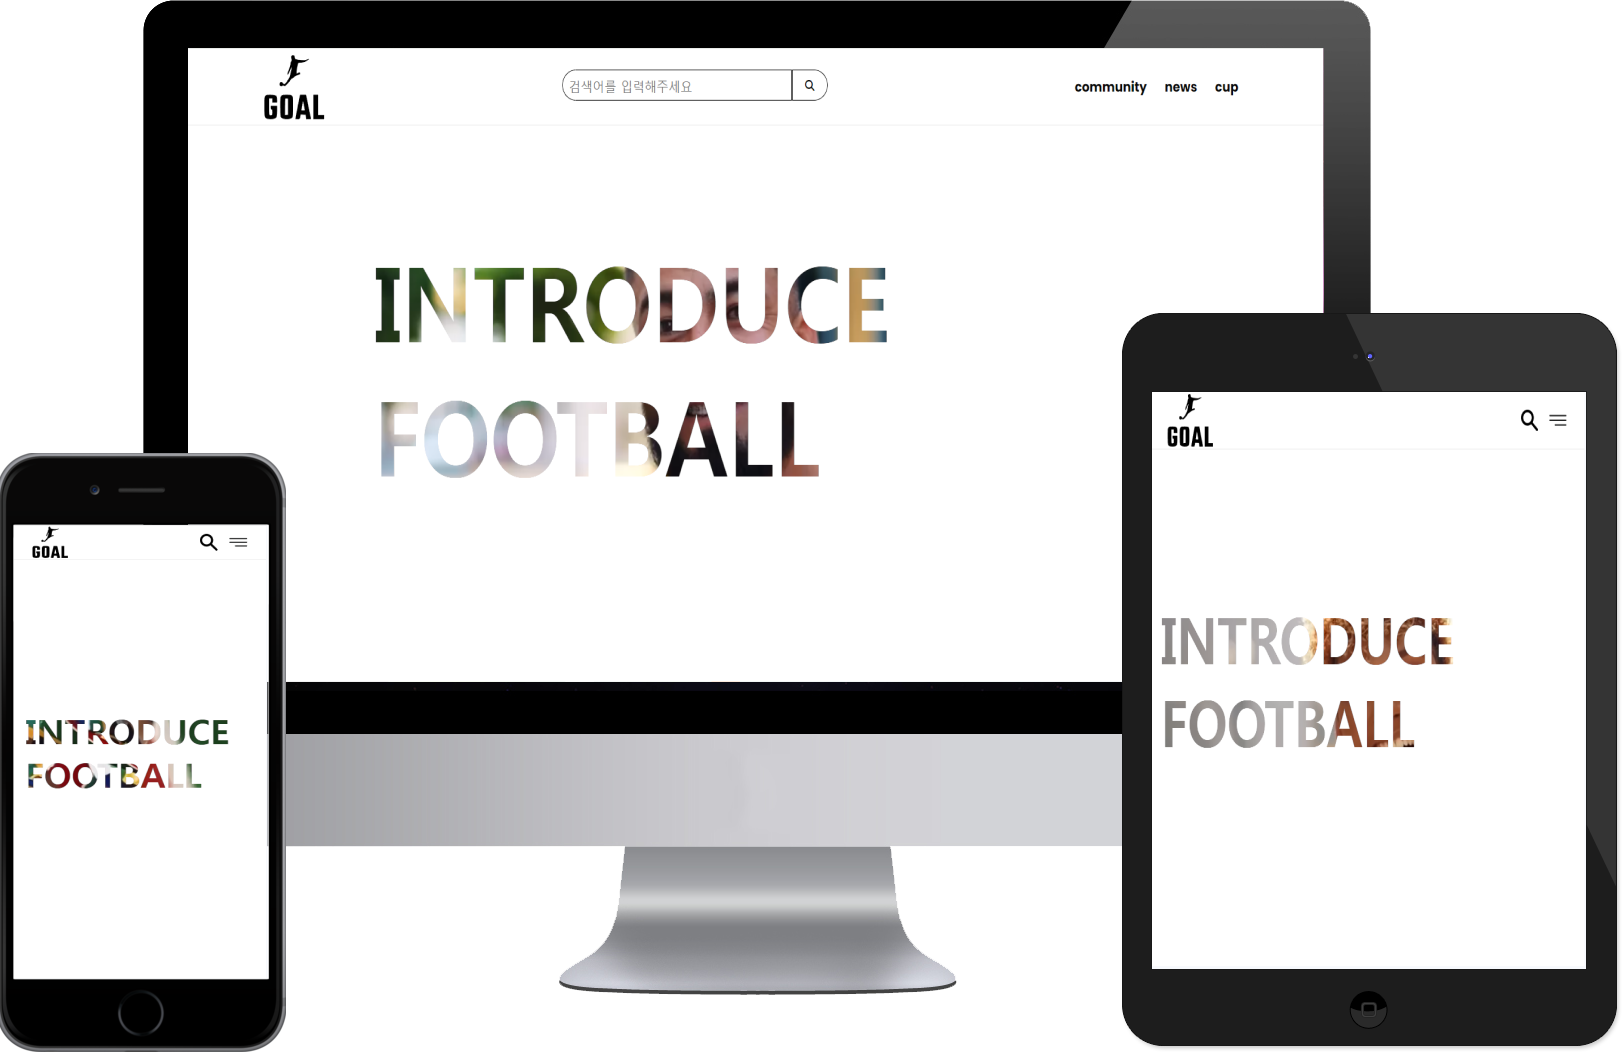 GOAL
검색어를 입력해주세요
community news cup
INTRODUCE
FOOTBALL
GOAL
INTRODUCE
FOOTBALL
GOAL
INTRODUCE
FOOTBALL